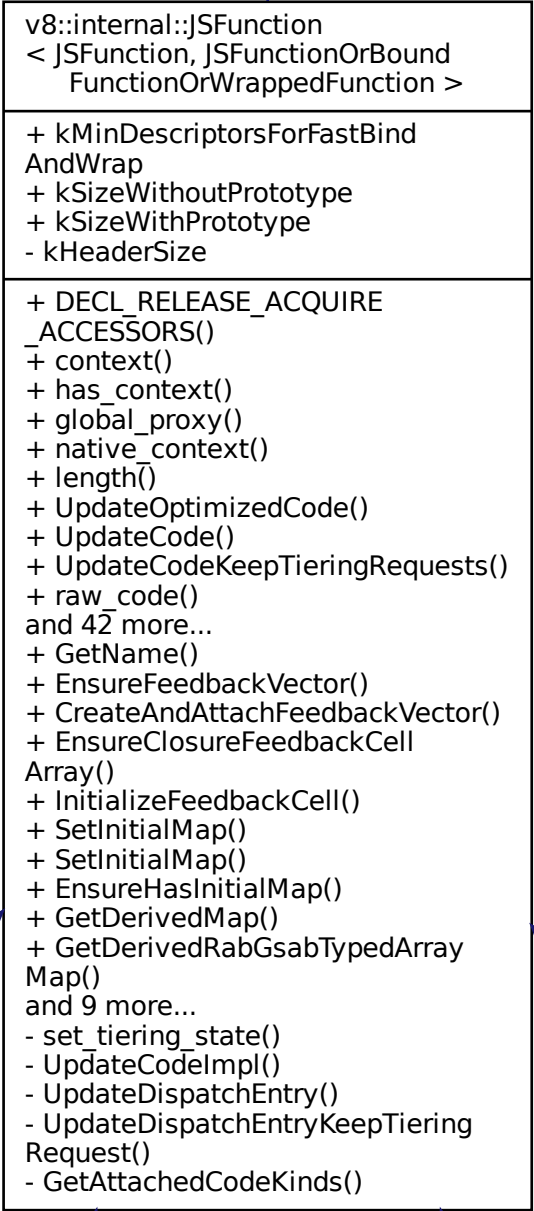 v8::internal::JSFunction
< JSFunction, JSFunctionOrBound
FunctionOrWrappedFunction >
+ kMinDescriptorsForFastBind
AndWrap
+ kSizeWithoutPrototype
+ kSizeWithPrototype
- kHeaderSize
+ DECL_RELEASE_ACQUIRE
_ACCESSORS()
+ context()
+ has_context()
+ global_proxy()
+ native_context()
+ length()
+ UpdateOptimizedCode()
+ UpdateCode()
+ UpdateCodeKeepTieringRequests()
+ raw_code()
and 42 more...
+ GetName()
+ EnsureFeedbackVector()
+ CreateAndAttachFeedbackVector()
+ EnsureClosureFeedbackCell
Array()
+ InitializeFeedbackCell()
+ SetInitialMap()
+ SetInitialMap()
+ EnsureHasInitialMap()
+ GetDerivedMap()
+ GetDerivedRabGsabTypedArray
Map()
and 9 more...
- set_tiering_state()
- UpdateCodeImpl()
- UpdateDispatchEntry()
- UpdateDispatchEntryKeepTiering
Request()
- GetAttachedCodeKinds()